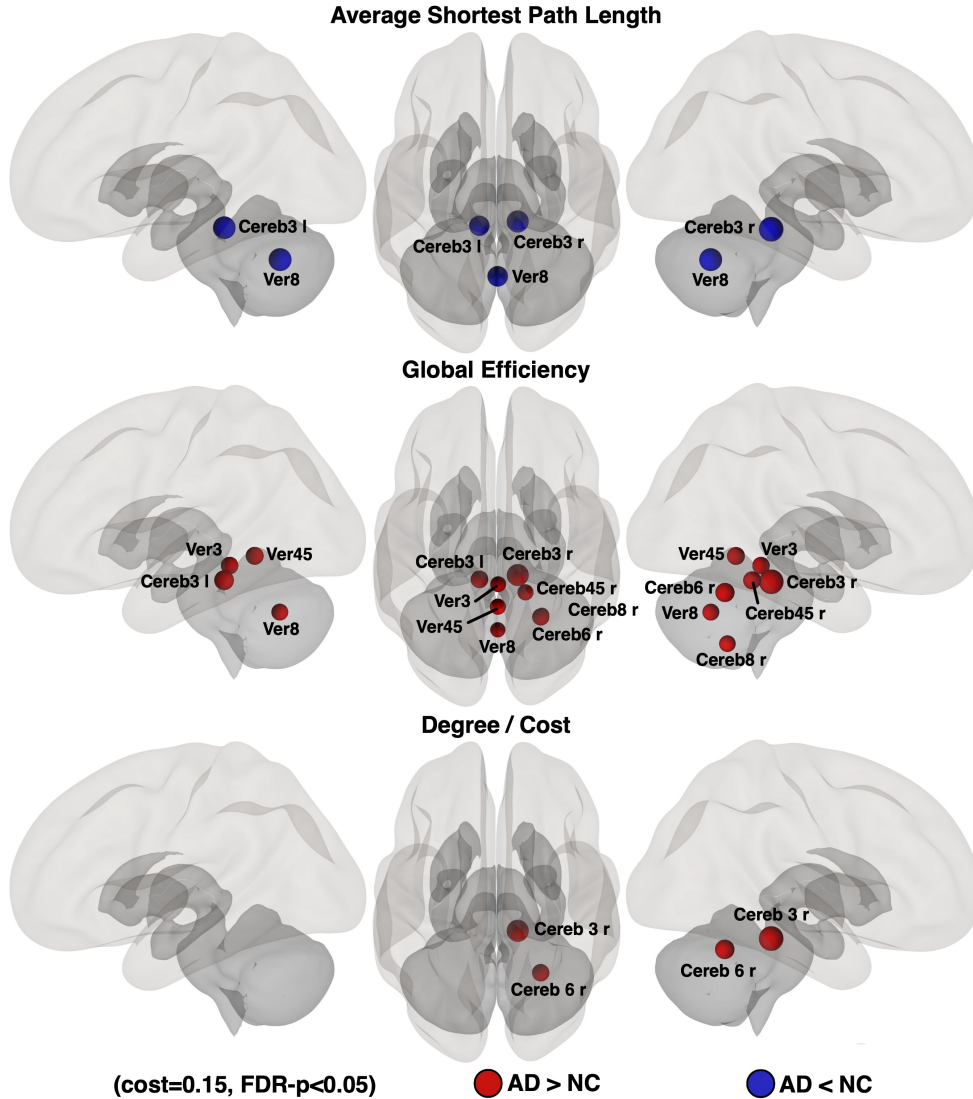 Average Shortest Path Length
Cereb3 l
Ver8
Cereb3 l
Cereb3 r
Ver8
Cereb3 r
Ver8
Global Efficiency
Ver3
Ver45
Cereb3 l
Ver8
Cereb3 l
Cereb3 r
Ver3
Cereb45 r
Cereb8 r
Ver45
Cereb6 r
Ver8
Ver45
Ver3
Cereb6 r
Cereb3 r
Ver8
Cereb45 r
Cereb8 r
Degree / Cost
Cereb 3 r
Cereb 6 r
Cereb 3 r
Cereb 6 r
(cost=0.15, FDR-p<0.05)
AD > NC
AD < NC